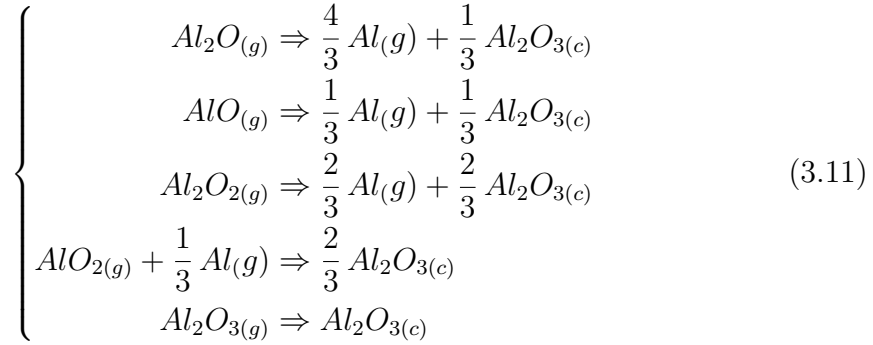 Al₂O₍g₎ ⇒ 4/3 Al₍g) + 1/3 Al₂O₃₍c₎
AlO₍g₎ ⇒ 1/3 Al₍g) + 1/3 Al₂O₃₍c₎
Al₂O₂₍g₎ ⇒ 2/3 Al₍g) + 2/3 Al₂O₃₍c₎
AlO₂₍g₎ + 1/3 Al₍g) ⇒ 2/3 Al₂O₃₍c₎
Al₂O₃₍g₎ ⇒ Al₂O₃₍c₎
(3.11)